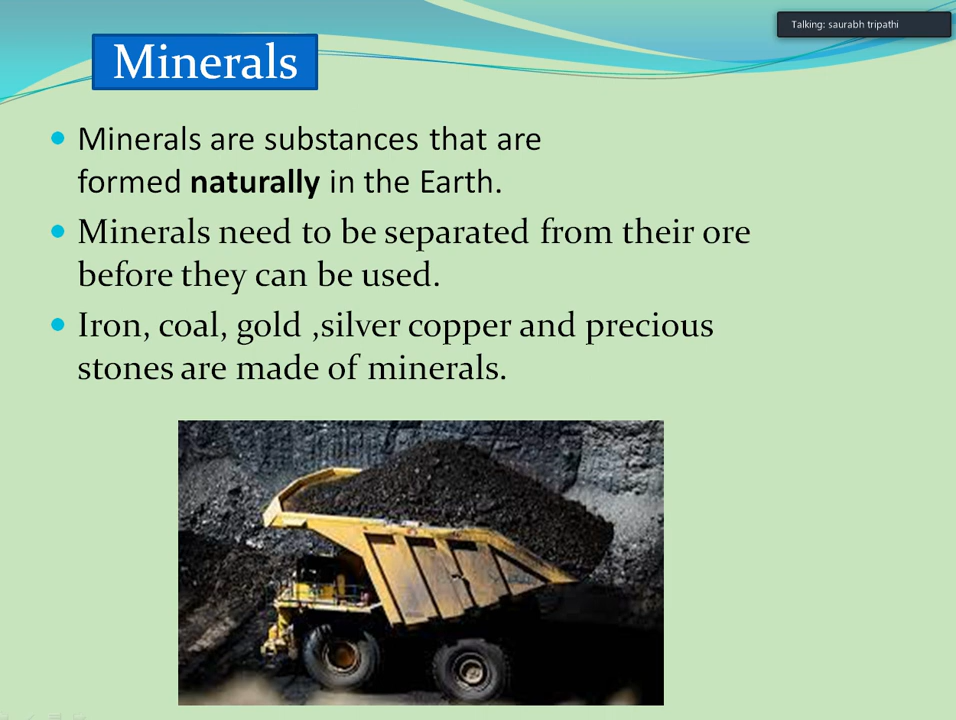 Talking: saurabh tripathi
Minerals
Minerals are substances that are
formed naturally in the Earth.
Minerals need to be separated from their ore
before they can be used.
Iron, coal, gold ,silver copper and precious
stones are made of minerals.